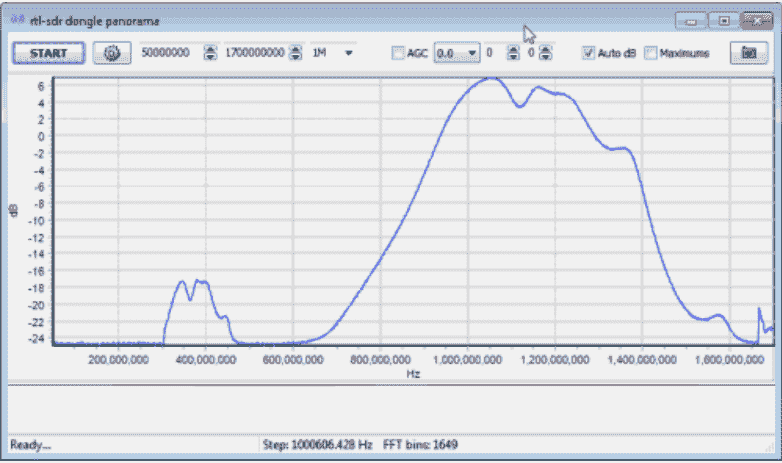 rtl-sdr dongle panorama
START 50000000 1700000000 1M AGC 0.0 0 0 Auto dB Maximums
6
4
2
0
-2
-4
-6
-8
-10
-12
-14
-16
-18
-20
-22
-24
dB
200,000,000 400,000,000 600,000,000 800,000,000 1,000,000,000 1,200,000,000 1,400,000,000 1,600,000,000
Hz
Ready... Step: 1000606.428 Hz FFT bins: 1649